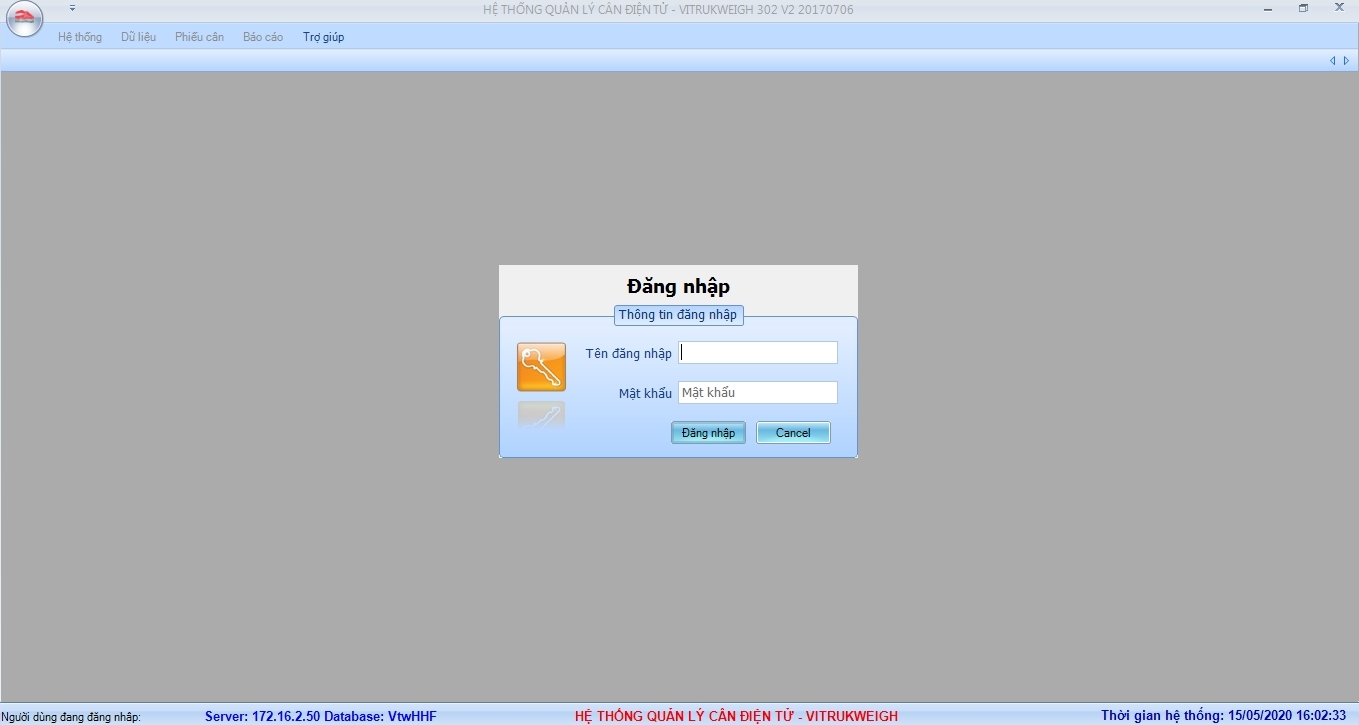 HỆ THỐNG QUẢN LÝ CÂN ĐIỆN TỬ - VITRUKWEIGH 302 V2 20170706
Hệ thống Dữ liệu Phiếu cân Báo cáo Trợ giúp
Đăng nhập
Thông tin đăng nhập
Tên đăng nhập
Mật khẩu Mật khẩu
Đăng nhập Cancel
Người dùng đang đăng nhập: Server: 172.16.2.50 Database: VtwHHF HỆ THỐNG QUẢN LÝ CÂN ĐIỆN TỬ - VITRUKWEIGH Thời gian hệ thống: 15/05/2020 16:02:33